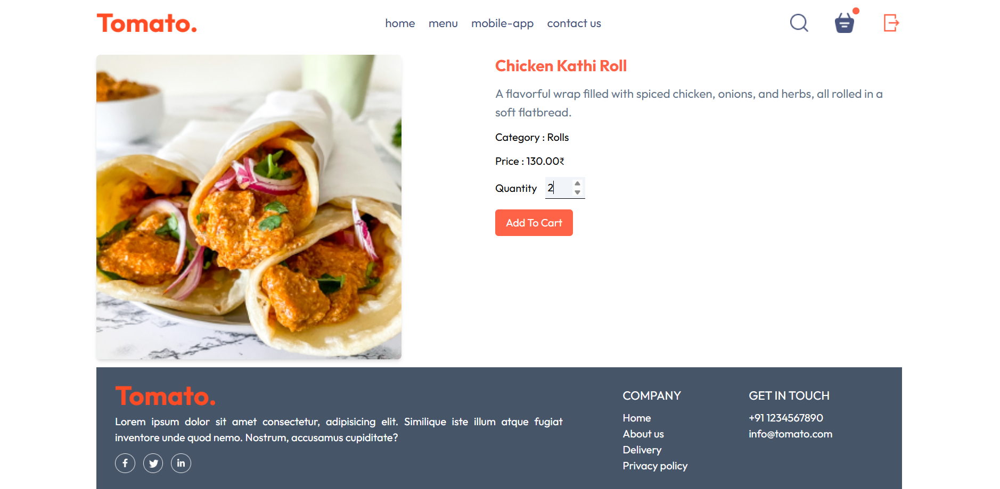 Tomato.
home menu mobile-app contact us
Chicken Kathi Roll
A flavorful wrap filled with spiced chicken, onions, and herbs, all rolled in a
soft flatbread.
Category : Rolls
Price : 130.00₹
Quantity 2
Add To Cart
Tomato.
Lorem ipsum dolor sit amet consectetur, adipisicing elit. Similique iste illum atque fugiat
inventore unde quod nemo. Nostrum, accusamus cupiditate?
COMPANY
Home
About us
Delivery
Privacy policy
GET IN TOUCH
+91 1234567890
info@tomato.com